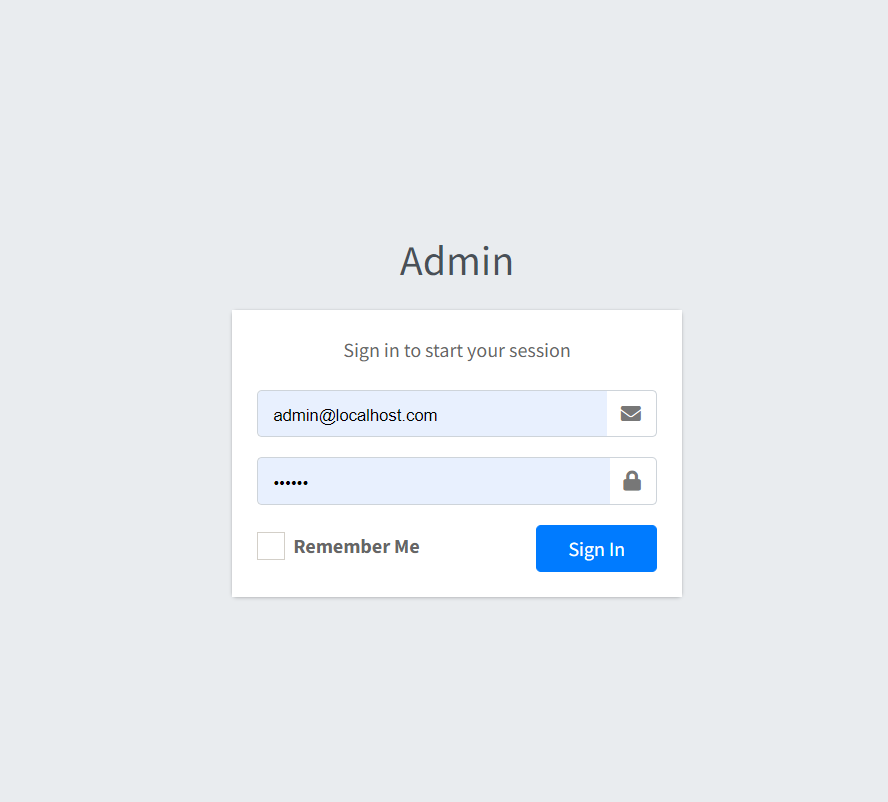 Admin
Sign in to start your session
admin@localhost.com
••••••
Remember Me
Sign In